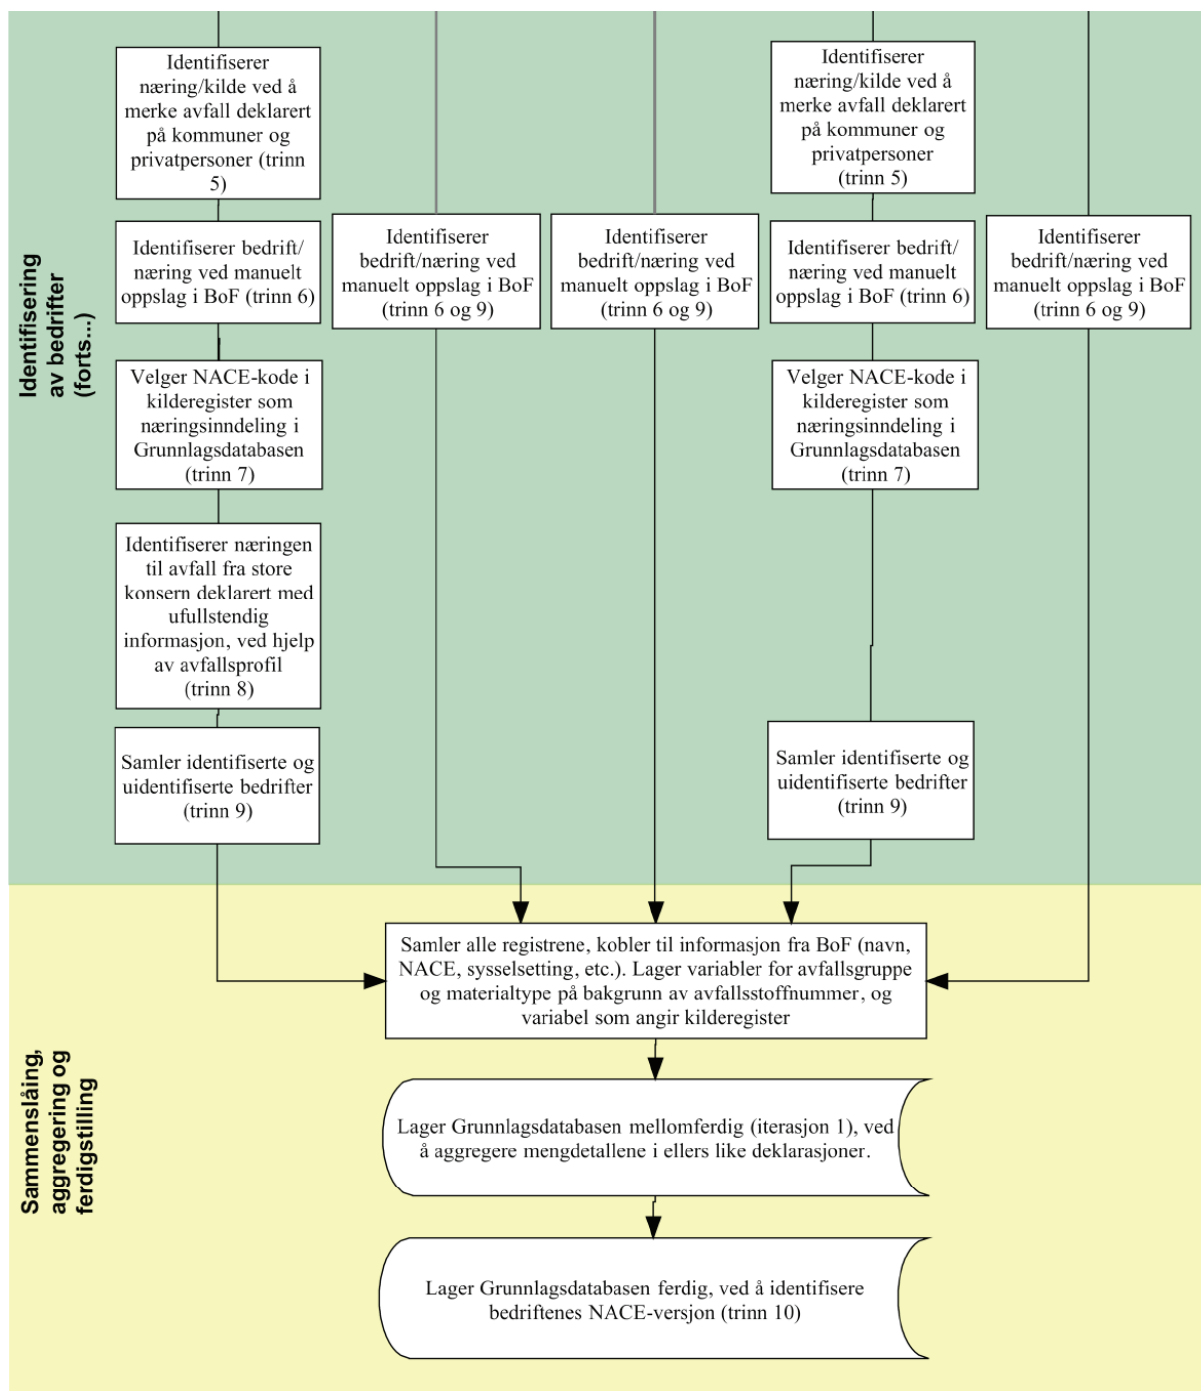 Identifisering
av bedrifter
(forts...)
Identifiserer
næring/kilde ved å
merke avfall deklarert
på kommuner og
privatpersoner (trinn
5)
Identifiserer bedrift/
næring ved manuelt
oppslag i BoF (trinn 6)
Velger NACE-kode i
kilderegister som
næringsinndeling i
Grunnlagsdatabasen
(trinn 7)
Identifiserer næringen
til avfall fra store
konsern deklarert med
ufullstendig
informasjon, ved hjelp
av avfallsprofil
(trinn 8)
Samler identifiserte og
uidentifiserte bedrifter
(trinn 9)
Identifiserer
bedrift/næring ved
manuelt oppslag i BoF
(trinn 6 og 9)
Identifiserer
bedrift/næring ved
manuelt oppslag i BoF
(trinn 6 og 9)
Identifiserer
næring/kilde ved å
merke avfall deklarert
på kommuner og
privatpersoner
(trinn 5)
Identifiserer bedrift/
næring ved manuelt
oppslag i BoF (trinn 6)
Velger NACE-kode i
kilderegister som
næringsinndeling i
Grunnlagsdatabasen
(trinn 7)
Samler identifiserte og
uidentifiserte bedrifter
(trinn 9)
Identifiserer
bedrift/næring ved
manuelt oppslag i BoF
(trinn 6 og 9)
Sammenslåing,
aggregering og
ferdigstilling
Samler alle registrene, kobler til informasjon fra BoF (navn,
NACE, sysselsetting, etc.). Lager variabler for avfallsgruppe
og materialtype på bakgrunn av avfallsstoffnummer, og
variabel som angir kilderegister
Lager Grunnlagsdatabasen mellomferdig (iterasjon 1), ved
å aggregere mengdetallene i ellers like deklarasjoner.
Lager Grunnlagsdatabasen ferdig, ved å identifisere
bedriftenes NACE-versjon (trinn 10)